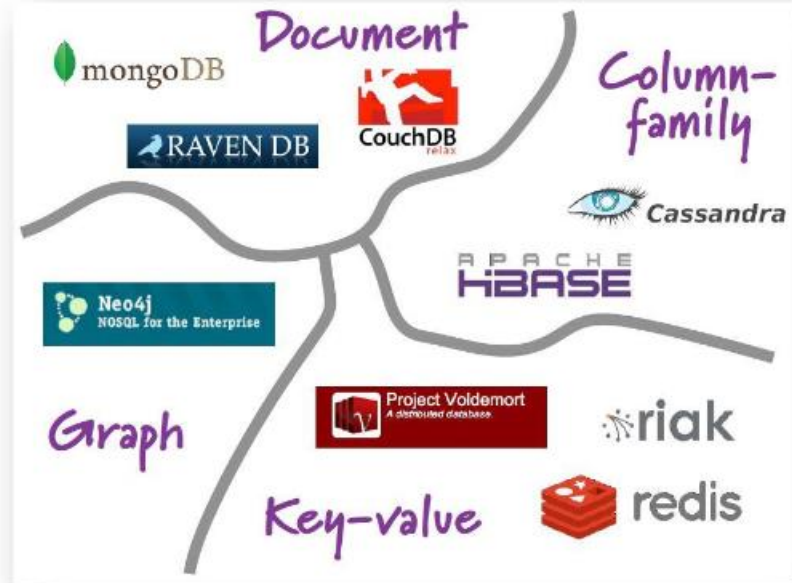 Document
mongoDB
RAVEN DB
CouchDB
relax
Column-
family
Cassandra
APACHE
HBASE
Neo4j
NOSQL for the Enterprise
Graph
Project Voldemort
A distributed database.
riak
redis
Key-value